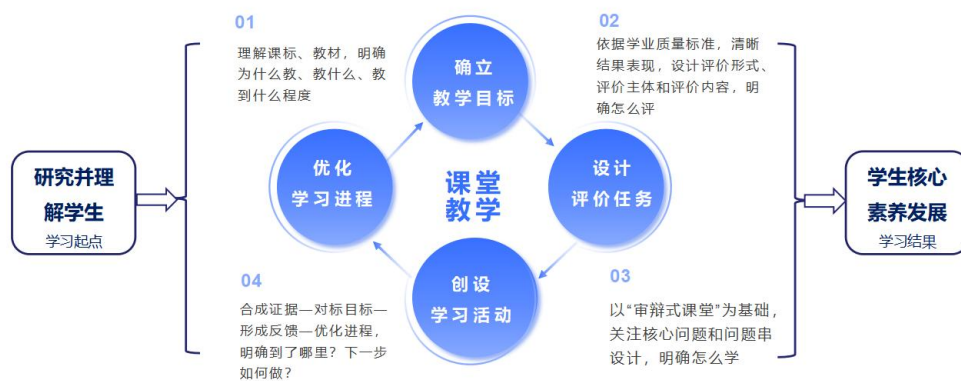 研究并理
解学生
学习起点
01
理解课标、教材，明确
为什么教、教什么、教
到什么程度
确立
教学目标
02
依据学业质量标准，清晰
结果表现，设计评价形式、
评价主体和评价内容，明
确怎么评
优化
学习进程
课堂
教学
设计
评价任务
04
合成证据—对标目标—
形成反馈—优化进程，
明确到了哪里？下一步
如何做？
创设
学习活动
03
以“审辩式课堂”为基础，
关注核心问题和问题串
设计，明确怎么学
学生核心
素养发展
学习结果